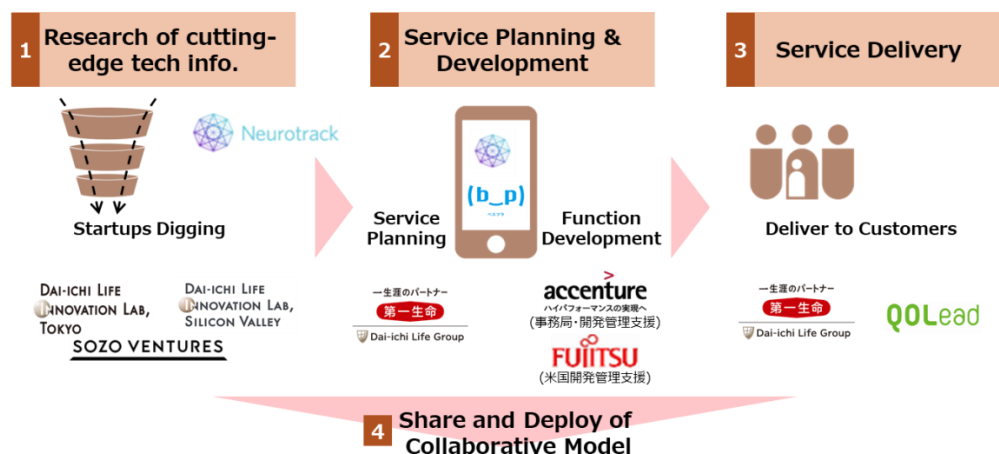 1
Research of cutting-
edge tech info.
2
Service Planning &
Development
3
Service Delivery
Neurotrack
(b_p)
ベスプラ
Startups Digging
Service
Planning
Function
Development
Deliver to Customers
DAI-ICHI LIFE
INNOVATION LAB,
TOKYO
DAI-ICHI LIFE
INNOVATION LAB,
SILICON VALLEY
SOZO VENTURES
一生涯のパートナー
第一生命
Dai-ichi Life Group
accenture
ハイパフォーマンスの実現へ
(事務局・開発管理支援)
FUJITSU
(米国開発管理支援)
一生涯のパートナー
第一生命
Dai-ichi Life Group
QOLead
4
Share and Deploy of
Collaborative Model